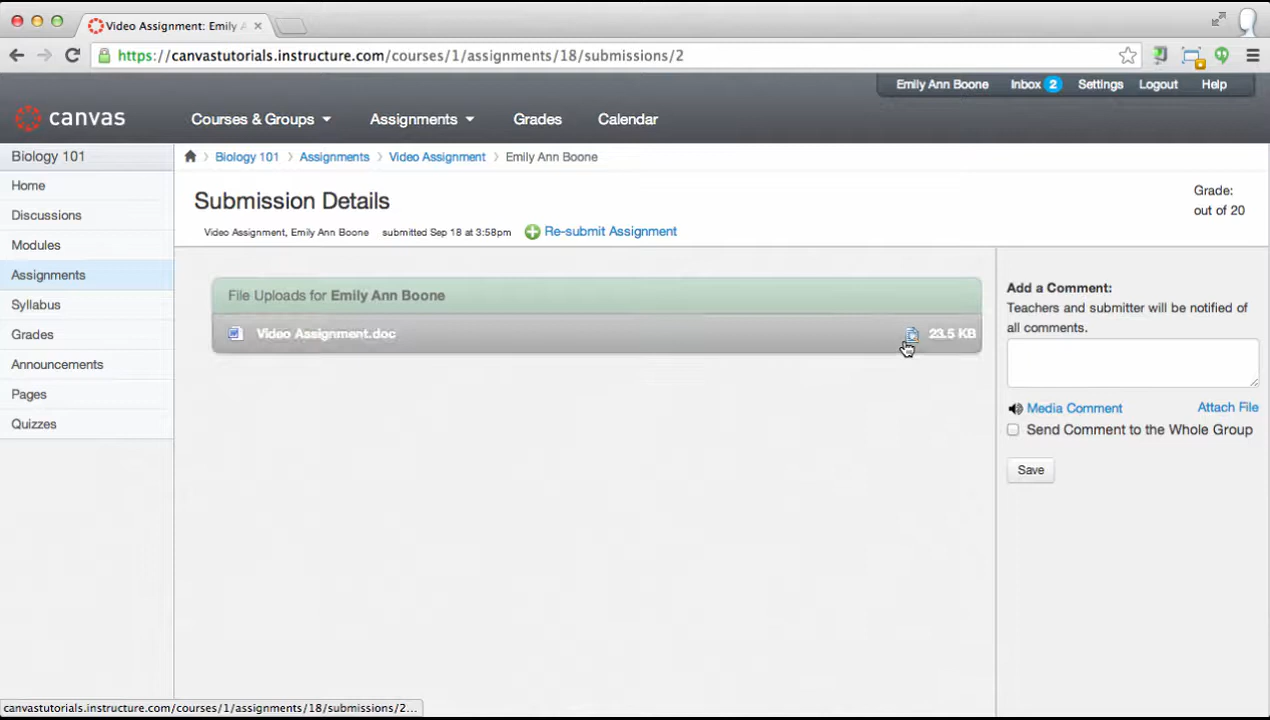 Video Assignment: Emily A
https://canvastutorials.instructure.com/courses/1/assignments/18/submissions/2
Emily Ann Boone Inbox 2 Settings Logout Help
canvas Courses & Groups Assignments Grades Calendar
Biology 101
Home
Discussions
Modules
Assignments
Syllabus
Grades
Announcements
Pages
Quizzes
Biology 101 Assignments Video Assignment Emily Ann Boone
Submission Details
Video Assignment, Emily Ann Boone submitted Sep 18 at 3:58pm Re-submit Assignment
Grade:
out of 20
File Uploads for Emily Ann Boone
Video Assignment.doc 23.5 KB
Add a Comment:
Teachers and submitter will be notified of
all comments.
Media Comment Attach File
Send Comment to the Whole Group
Save
canvastutorials.instructure.com/courses/1/assignments/18/submissions/2...